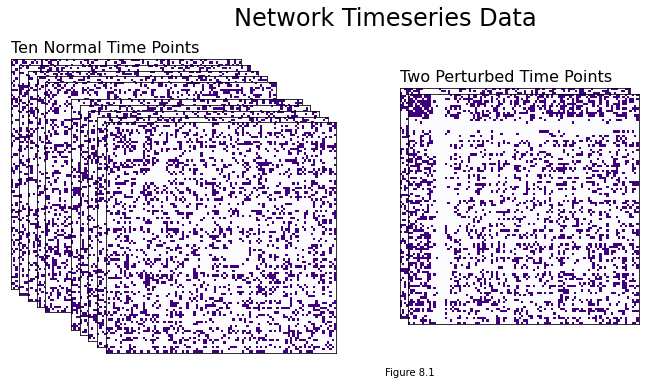 Network Timeseries Data
Ten Normal Time Points
Two Perturbed Time Points
Figure 8.1